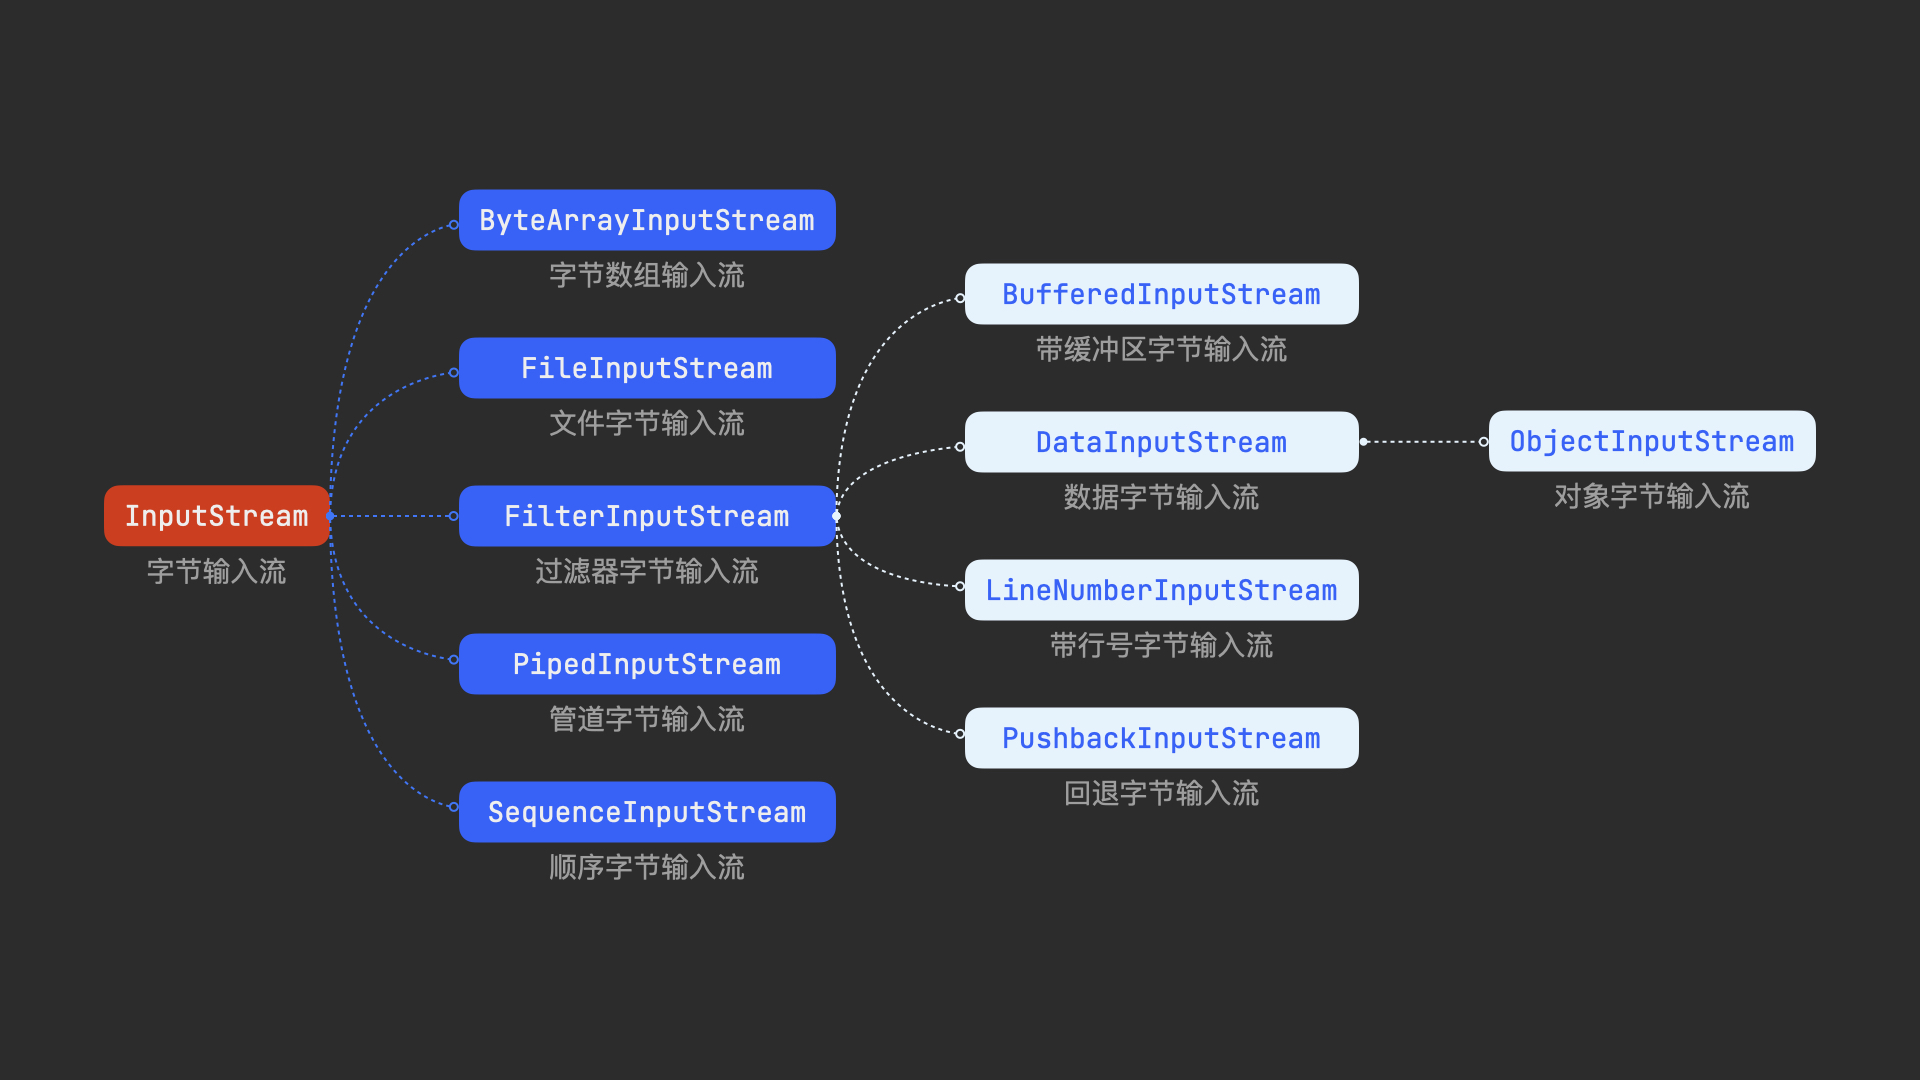 InputStream
字节输入流
ByteArrayInputStream
字节数组输入流
FileInputStream
文件字节输入流
FilterInputStream
过滤器字节输入流
PipedInputStream
管道字节输入流
SequenceInputStream
顺序字节输入流
BufferedInputStream
带缓冲区字节输入流
DataInputStream
数据字节输入流
LineNumberInputStream
带行号字节输入流
PushbackInputStream
回退字节输入流
ObjectInputStream
对象字节输入流